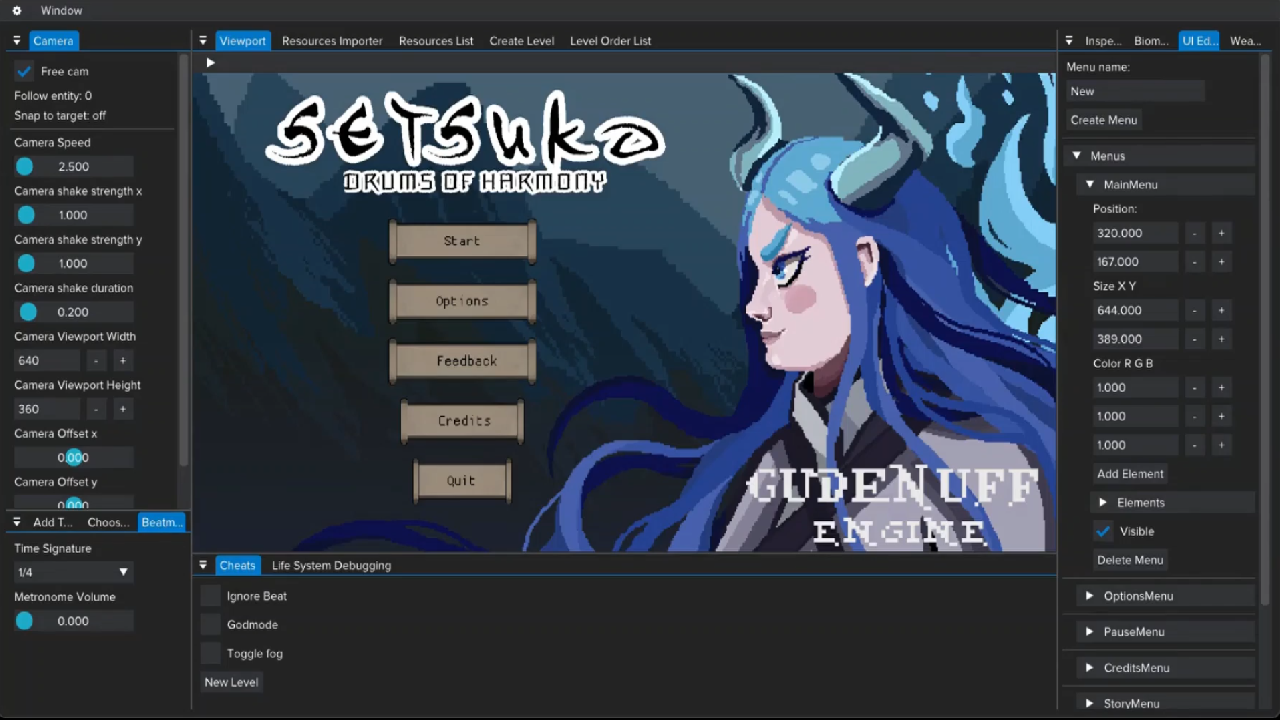 Window
Camera
Free cam
Follow entity: 0
Snap to target: off
Camera Speed
2.500
Camera shake strength x
1.000
Camera shake strength y
1.000
Camera shake duration
0.200
Camera Viewport Width
640 - +
Camera Viewport Height
360 - +
Camera Offset x
0.000
Camera Offset y
0.000
Add T... Choos... Beatm...
Time Signature
1/4
Metronome Volume
0.000
Viewport Resources Importer Resources List Create Level Level Order List
SETSUKO
DRUMS OF HARMONY
Start
Options
Feedback
Credits
Quit
GUDENUFF
ENGINE
Cheats Life System Debugging
Ignore Beat
Godmode
Toggle fog
New Level
Inspe... Biom... UI Ed... Wea...
Menu name:
New
Create Menu
Menus
MainMenu
Position:
320.000 - +
167.000 - +
Size X Y
644.000 - +
389.000 - +
Color R G B
1.000 - +
1.000 - +
1.000 - +
Add Element
Elements
Visible
Delete Menu
OptionsMenu
PauseMenu
CreditsMenu
StoryMenu